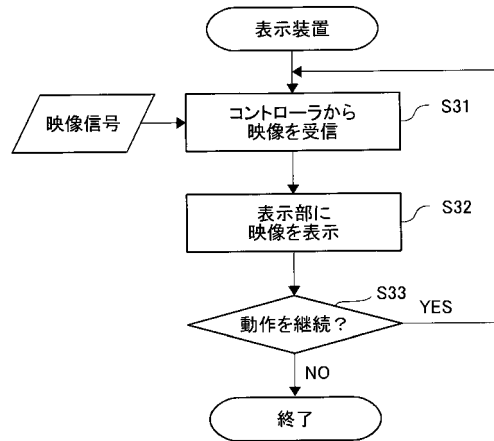 表示装置
映像信号
コントローラから
映像を受信
S31
表示部に
映像を表示
S32
S33
動作を継続？
YES
NO
終了